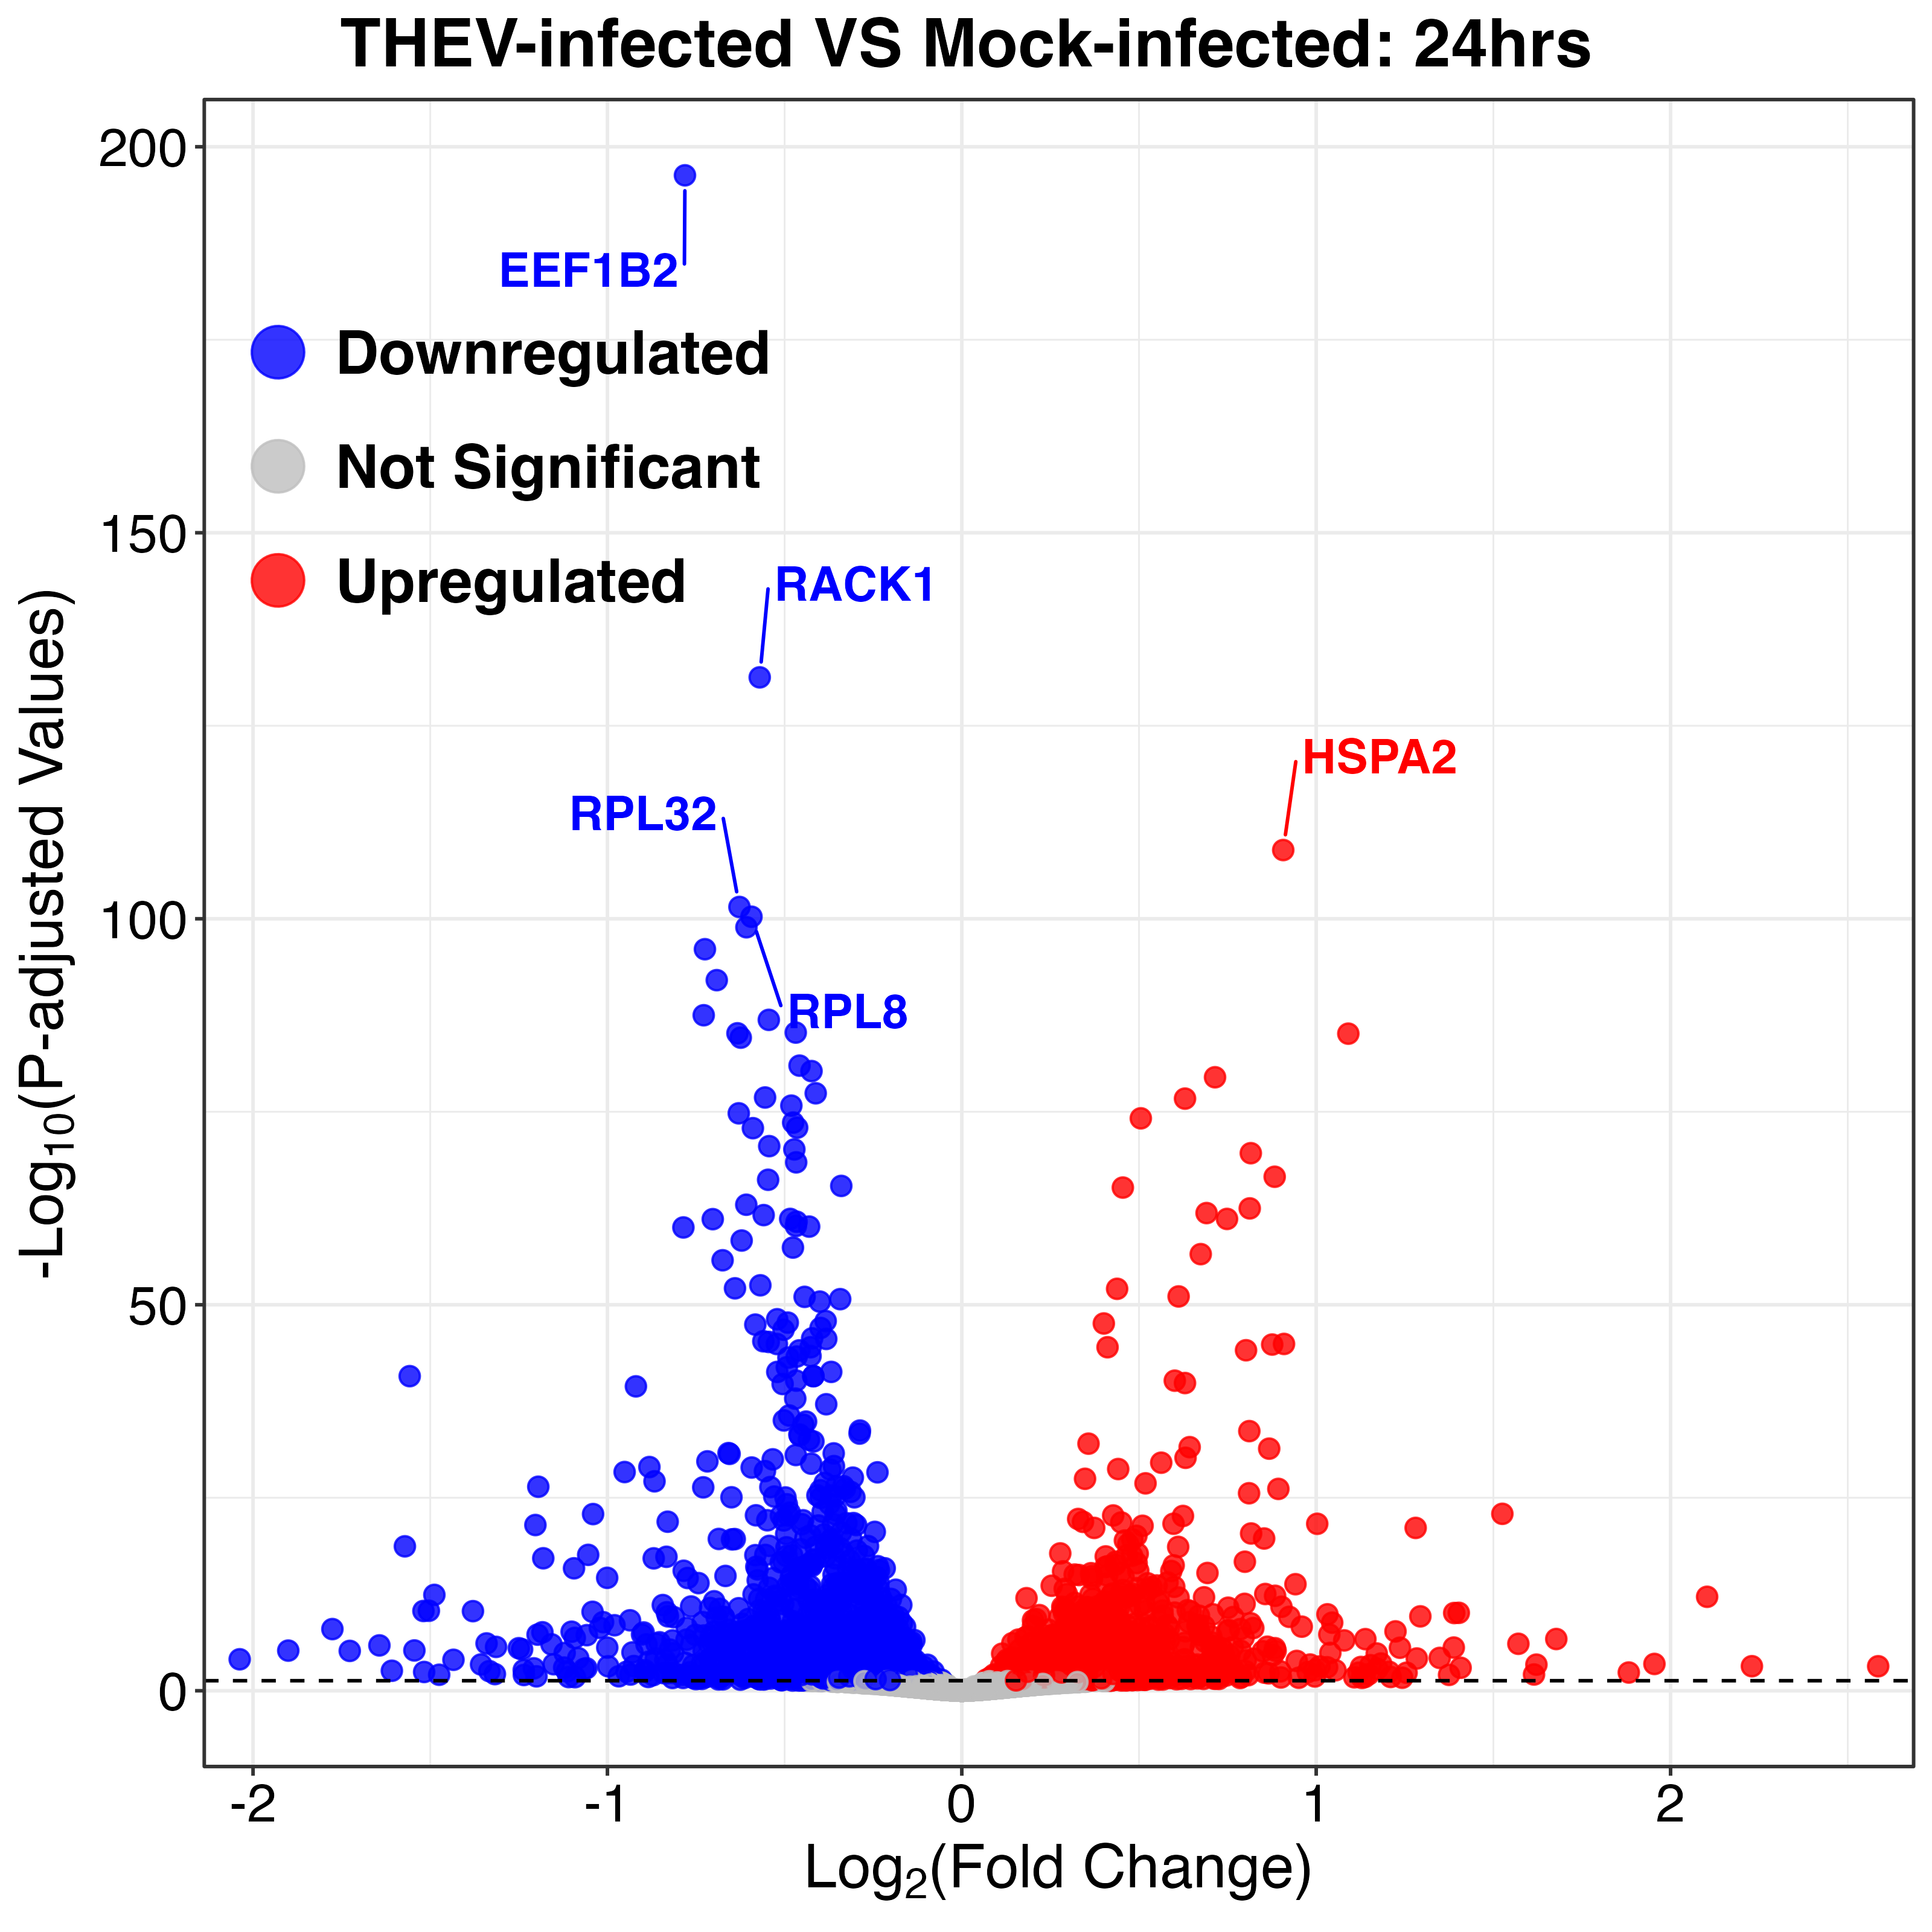 THEV-infected VS Mock-infected: 24hrs
-Log10(P-adjusted Values)
200
150
100
50
0
EEF1B2
Downregulated
Not Significant
Upregulated
RACK1
HSPA2
RPL32
RPL8
-2
-1
0
1
2
Log2(Fold Change)